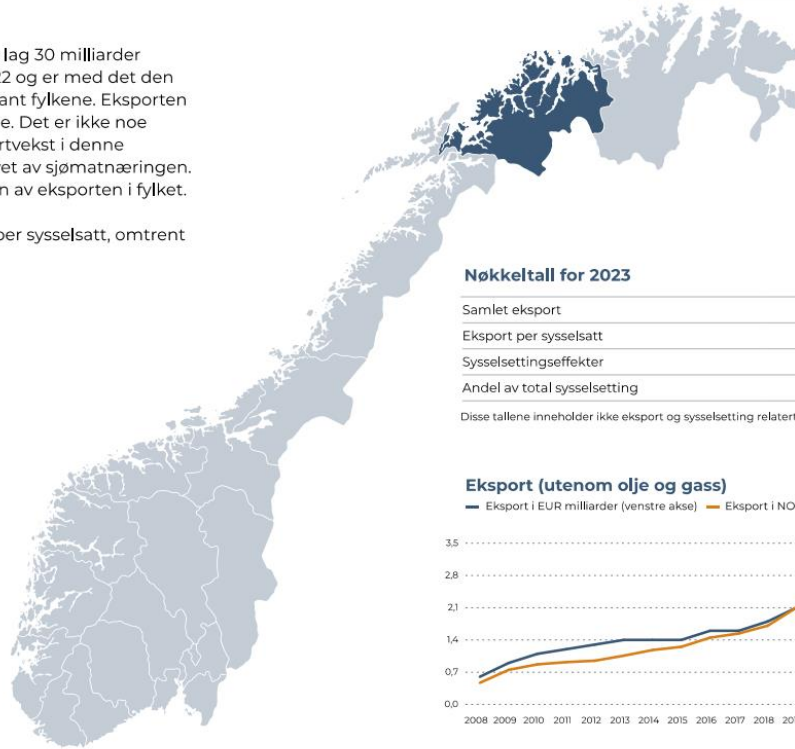 lag 30 milliarder
22 og er med det den
ant fylkene. Eksporten
e. Det er ikke noe
rtvekst i denne
et av sjømatnæringen.
n av eksporten i fylket.
per sysselsatt, omtrent
Nøkkeltall for 2023
Samlet eksport
Eksport per sysselsatt
Sysselsettingseffekter
Andel av total sysselsetting
Disse tallene inneholder ikke eksport og sysselsetting relatert
Eksport (utenom olje og gass)
Eksport i EUR milliarder (venstre akse) Eksport i NO
3,5
2,8
2,1
1,4
0,7
0,0
2008 2009 2010 2011 2012 2013 2014 2015 2016 2017 2018 201